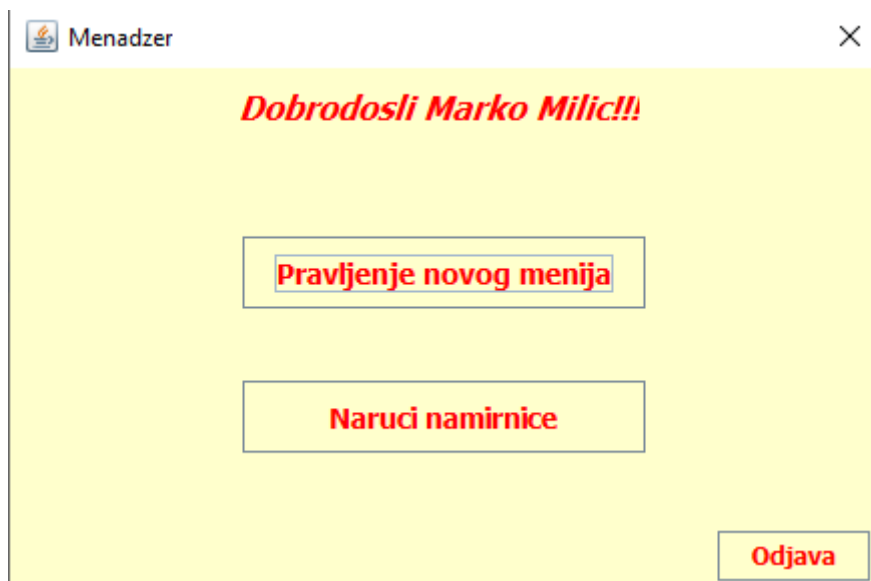 Menadzer
Dobrodosli Marko Milic!!!
Pravljenje novog menija
Naruci namirnice
Odjava